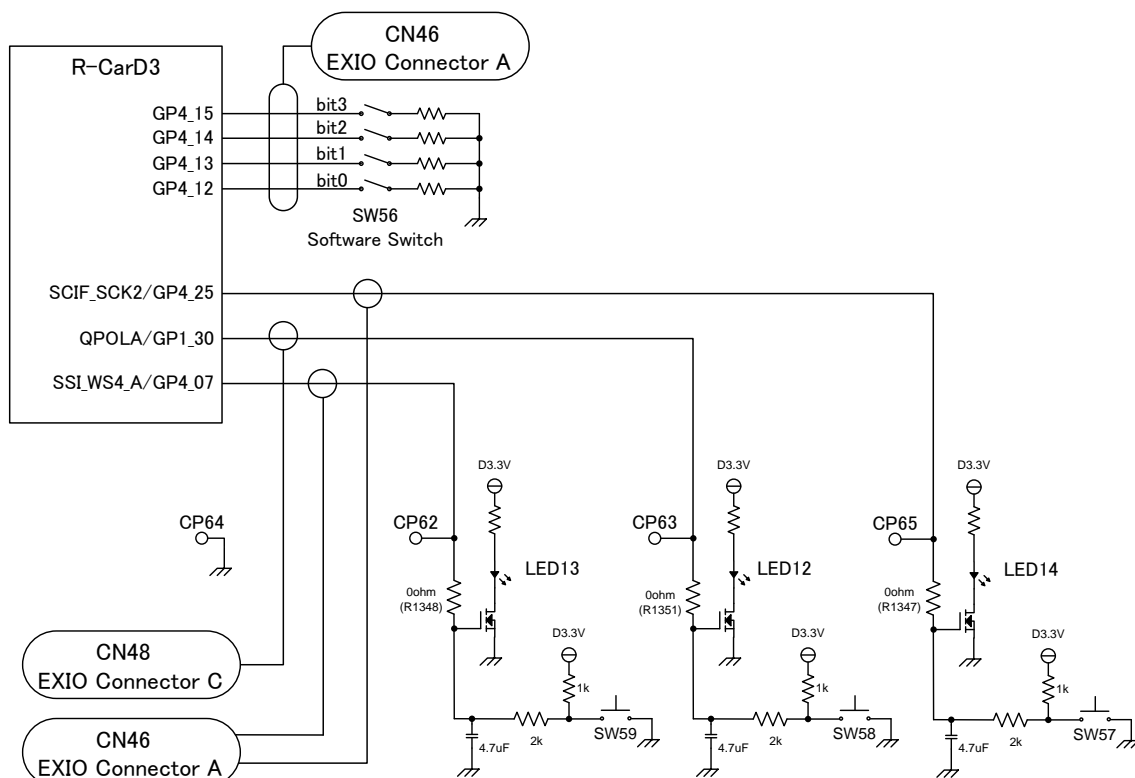 CN46
EXIO Connector A
R-CarD3
GP4_15
bit3
GP4_14
bit2
GP4_13
bit1
GP4_12
bit0
SW56
Software Switch
SCIF_SCK2/GP4_25
QPOLA/GP1_30
SSI_WS4_A/GP4_07
D3.3V
D3.3V
D3.3V
CP64
CP62
CP63
CP65
LED13
LED12
LED14
0ohm
(R1348)
0ohm
(R1351)
0ohm
(R1347)
D3.3V
D3.3V
D3.3V
CN48
EXIO Connector C
1k
1k
1k
SW59
SW58
SW57
4.7uF
2k
4.7uF
2k
4.7uF
2k
CN46
EXIO Connector A